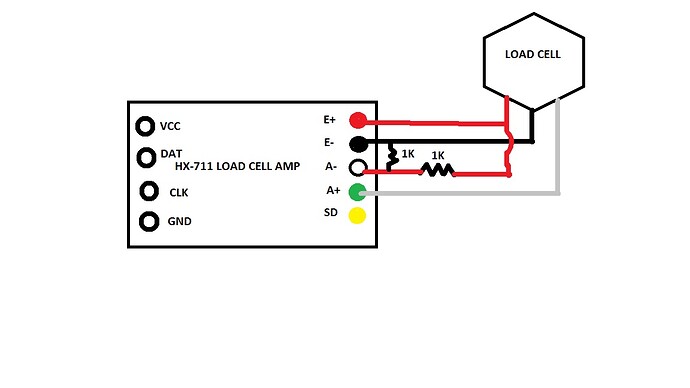 LOAD CELL
E+
VCC
E-
DAT
1K
1K
HX-711 LOAD CELL AMP
A-
CLK
A+
SD
GND